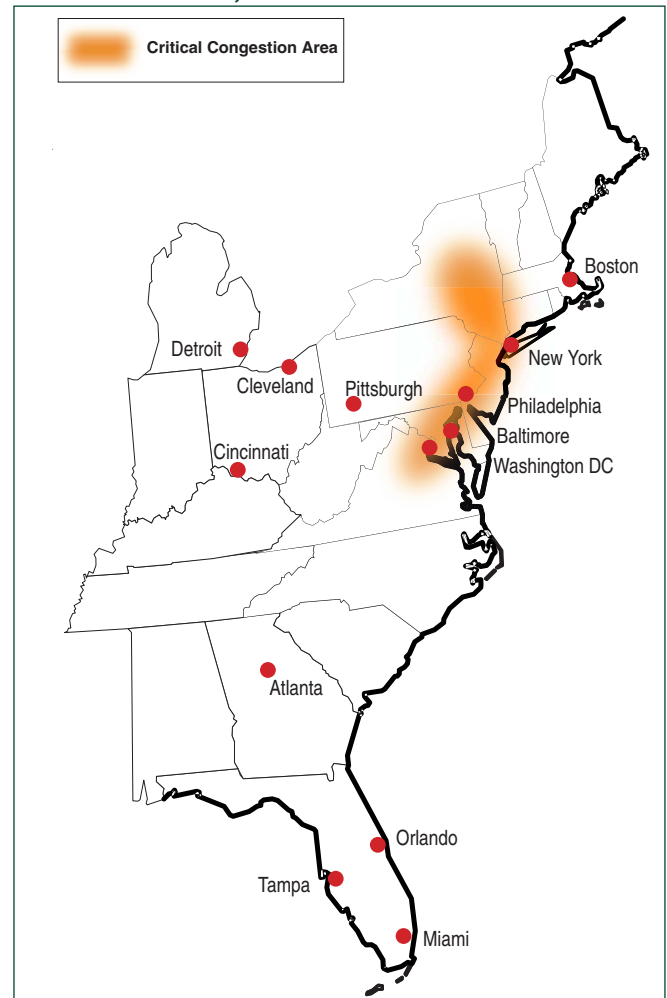 Critical Congestion Area
Boston
Detroit
New York
Cleveland
Pittsburgh
Philadelphia
Baltimore
Cincinnati
Washington DC
Atlanta
Orlando
Tampa
Miami